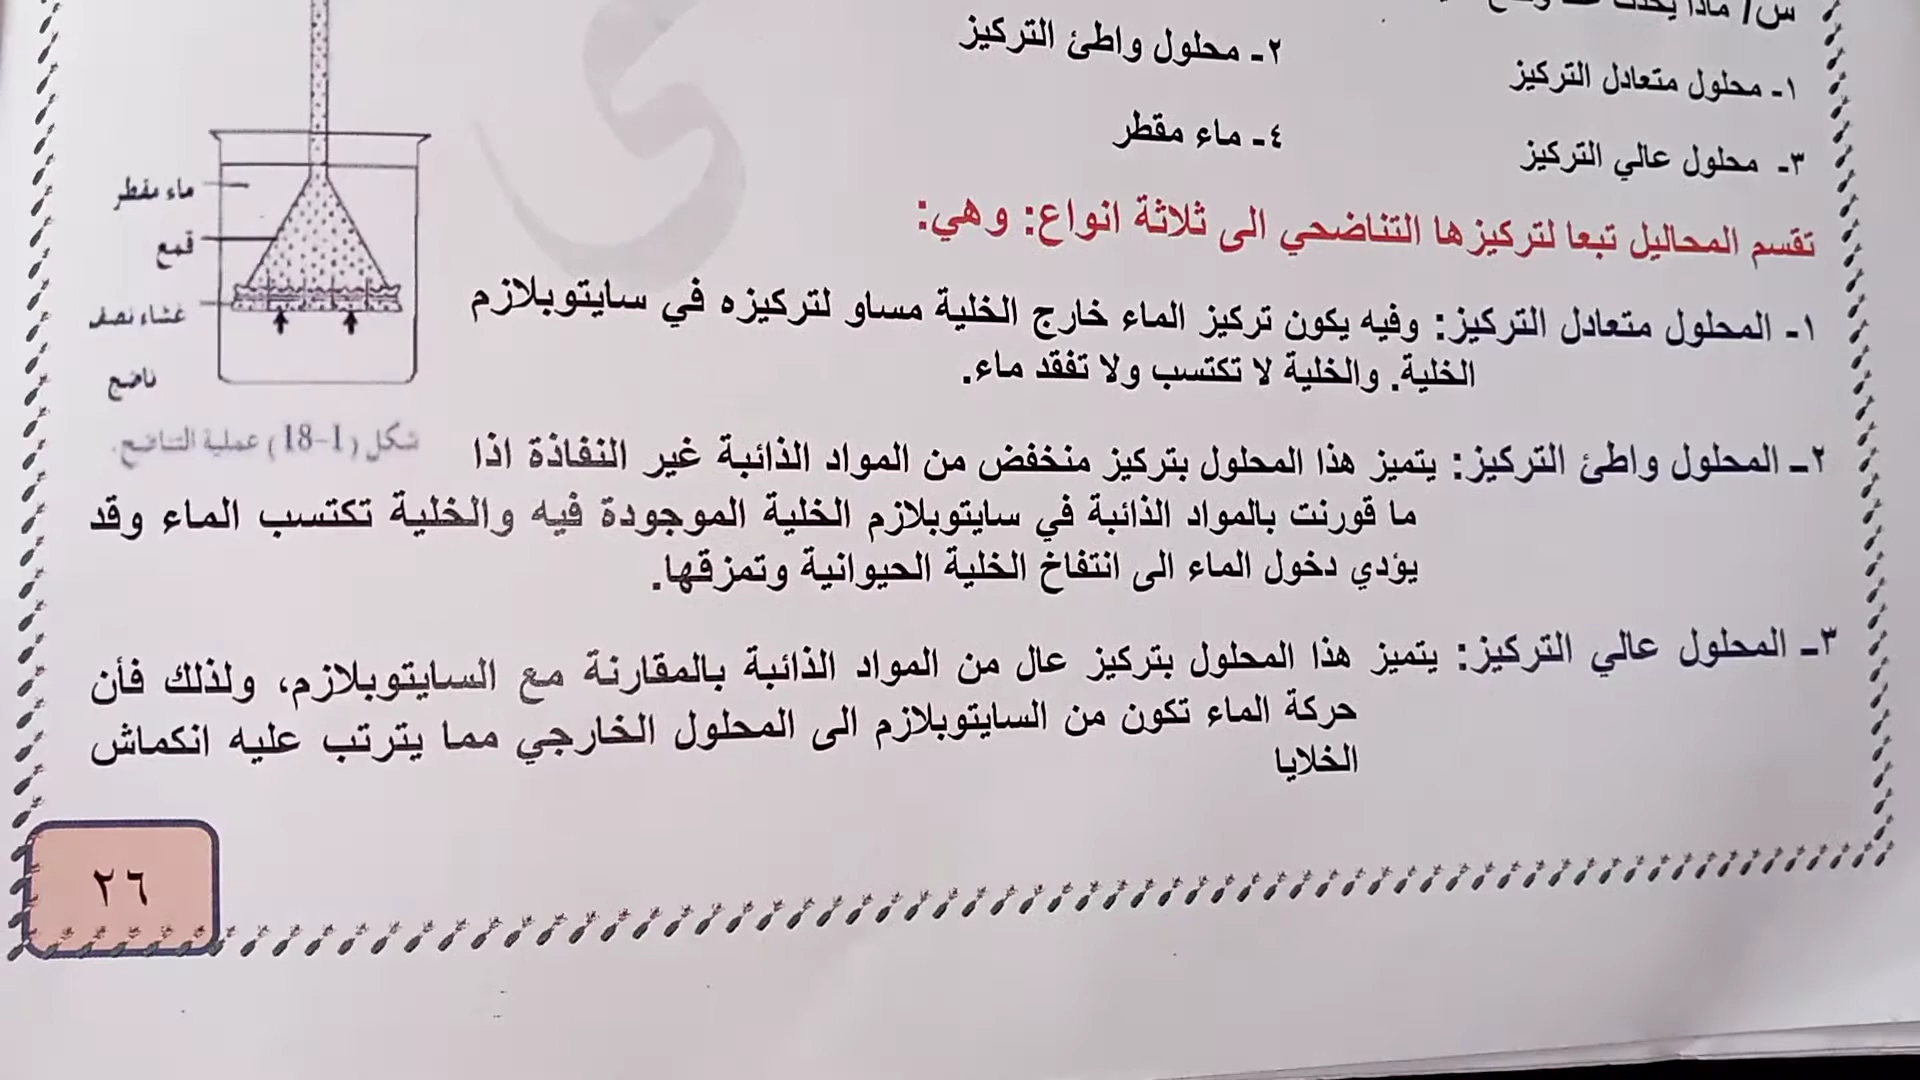 س/ ماذا يحدث عند وضع
١- محلول متعادل التركيز
٢- محلول واطئ التركيز
٣- محلول عالي التركيز
٤- ماء مقطر
تقسم المحاليل تبعا لتركيزها التناضحي الى ثلاثة انواع: وهي:
١- المحلول متعادل التركيز: وفيه يكون تركيز الماء خارج الخلية مساو لتركيزه في سايتوبلازم
الخلية. والخلية لا تكتسب ولا تفقد ماء.
٢- المحلول واطئ التركيز: يتميز هذا المحلول بتركيز منخفض من المواد الذائبة غير النفاذة اذا
ما قورنت بالمواد الذائبة في سايتوبلازم الخلية الموجودة فيه والخلية تكتسب الماء وقد
يؤدي دخول الماء الى انتفاخ الخلية الحيوانية وتمزقها.
٣- المحلول عالي التركيز: يتميز هذا المحلول بتركيز عال من المواد الذائبة بالمقارنة مع السايتوبلازم، ولذلك فأن
حركة الماء تكون من السايتوبلازم الى المحلول الخارجي مما يترتب عليه انكماش
الخلايا
ماء مقطر
قمع
غشاء نصف
ناضح
شكل (1-18) عملية التناضح.
٢٦